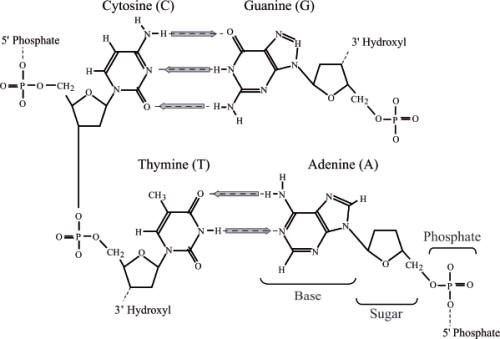 Cytosine (C) Guanine (G)
5' Phosphate
3' Hydroxyl
H
N H O N H
H
N H N N
N O H N N O CH2
H
O P O CH2 O
O
O
O P O
O
O
Thymine (T) Adenine (A)
CH3 O H N N H
H
N H N N
H N O N
H
O
O P O CH2 O
O
O CH2 Phosphate
O
O P O
O
3' Hydroxyl
Base
Sugar
5' Phosphate